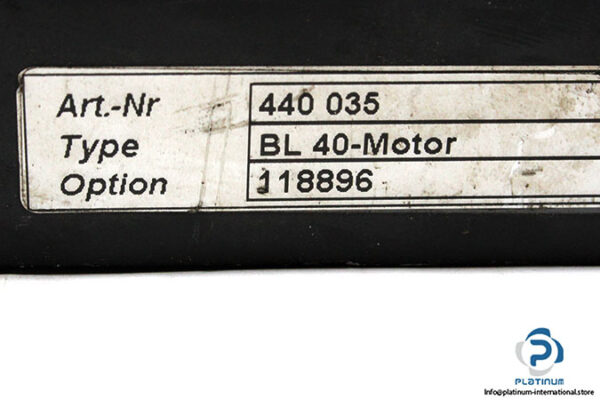 Art.-Nr 440 035
Type BL 40-Motor
Option 118896
PLATINUM
Info@platinum-international.store